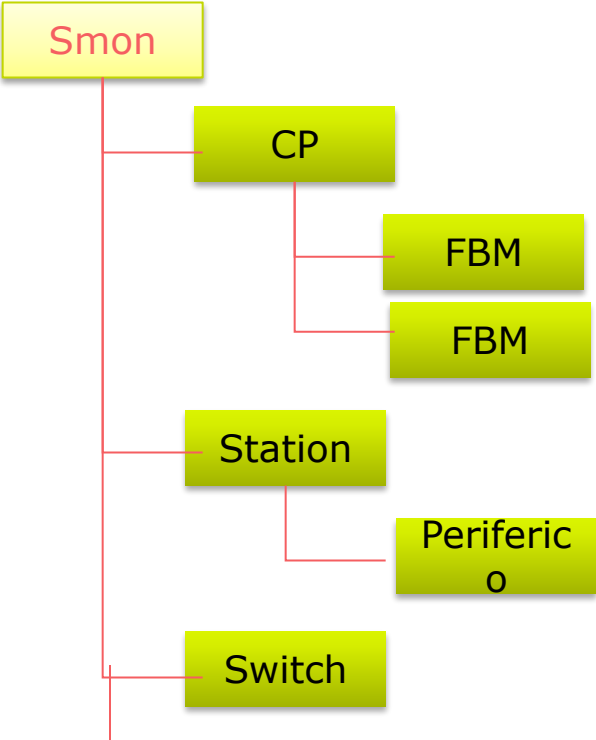 Smon
CP
FBM
FBM
Station
Periferic
o
Switch